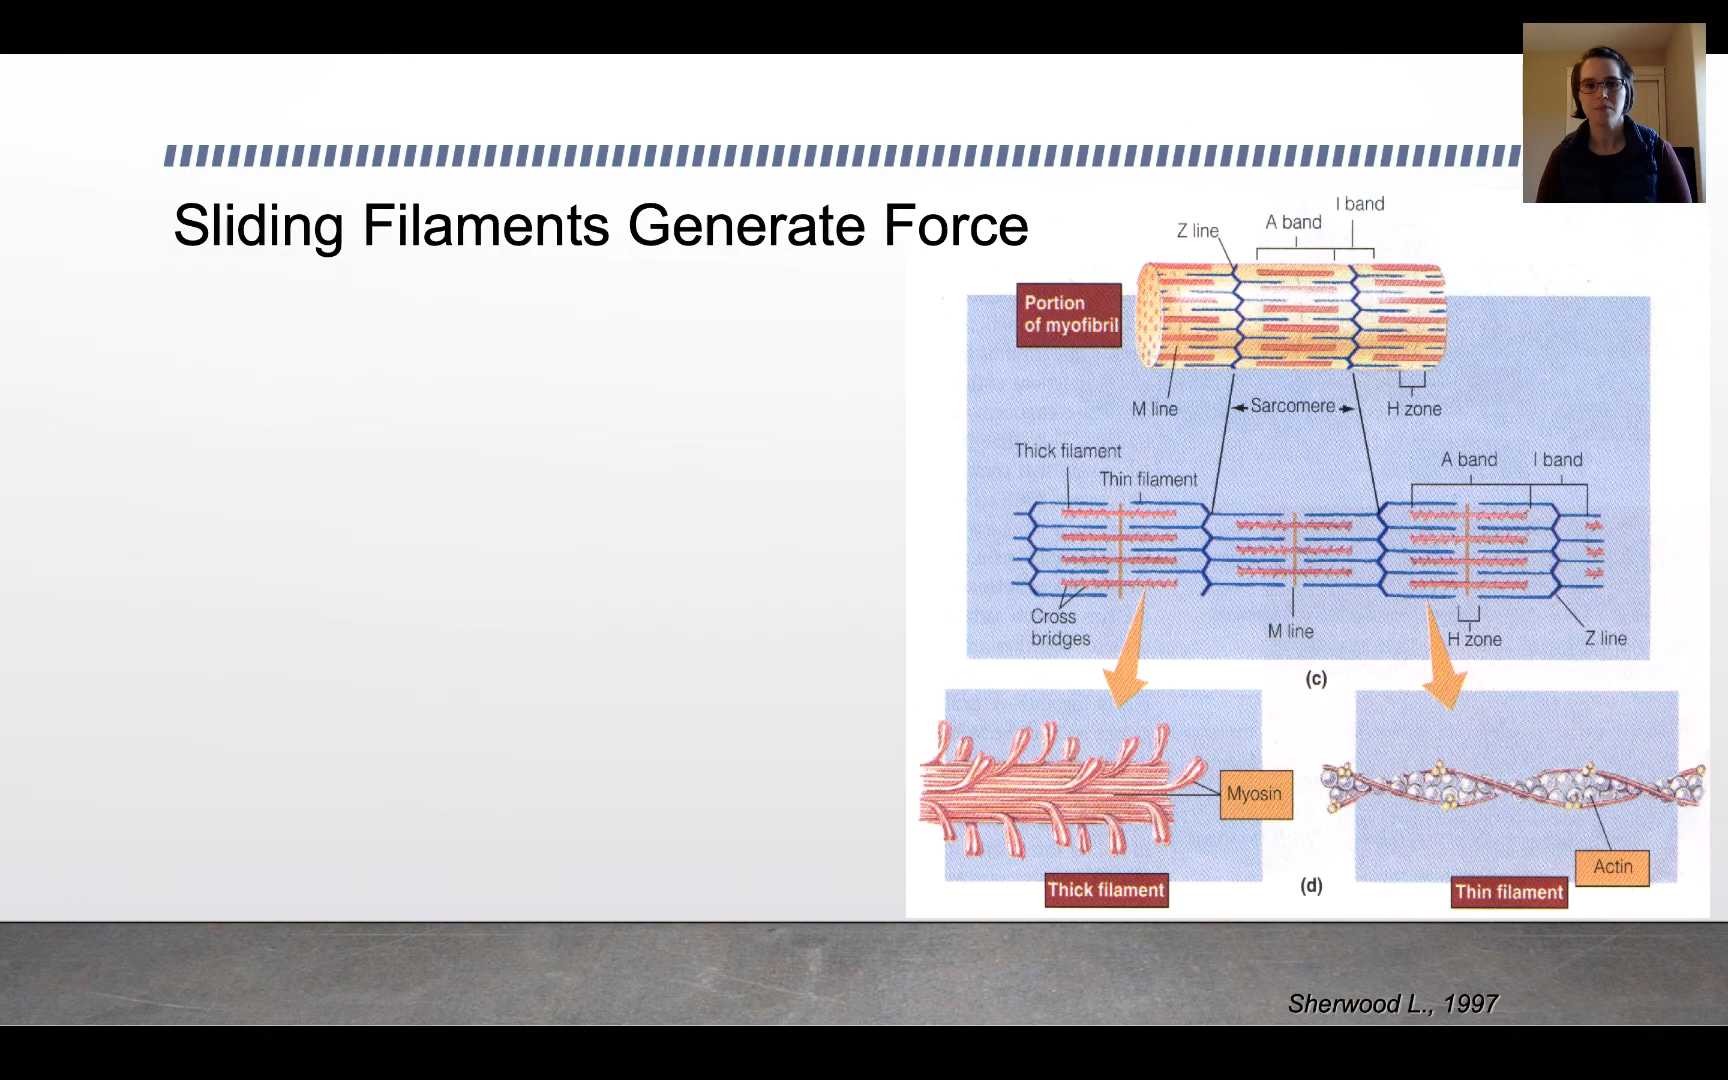 Sliding Filaments Generate Force
I band
A band
Z line
Portion
of myofibril
M line
Sarcomere
H zone
Thick filament
Thin filament
A band
I band
Cross
bridges
M line
H zone
Z line
(c)
Myosin
Actin
Thick filament
(d)
Thin filament
Sherwood L., 1997